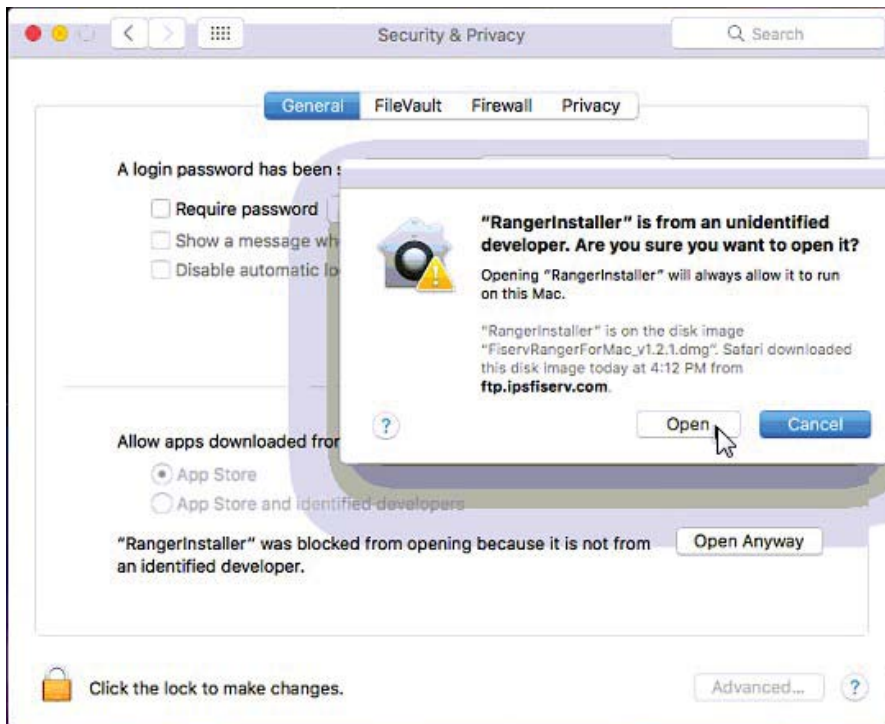 Security & Privacy
Search
General FileVault Firewall Privacy
A login password has been s
Require password
Show a message wh
Disable automatic lo
"RangerInstaller" is from an unidentified
developer. Are you sure you want to open it?
Opening "RangerInstaller" will always allow it to run
on this Mac.
"RangerInstaller" is on the disk image
"FiservRangerForMac_v1.2.1.dmg". Safari downloaded
this disk image today at 4:12 PM from
ftp.ipsfiserv.com.
?
Open
Cancel
Allow apps downloaded from
App Store
App Store and identified developers
"RangerInstaller" was blocked from opening because it is not from
an identified developer.
Open Anyway
Click the lock to make changes.
Advanced...
?